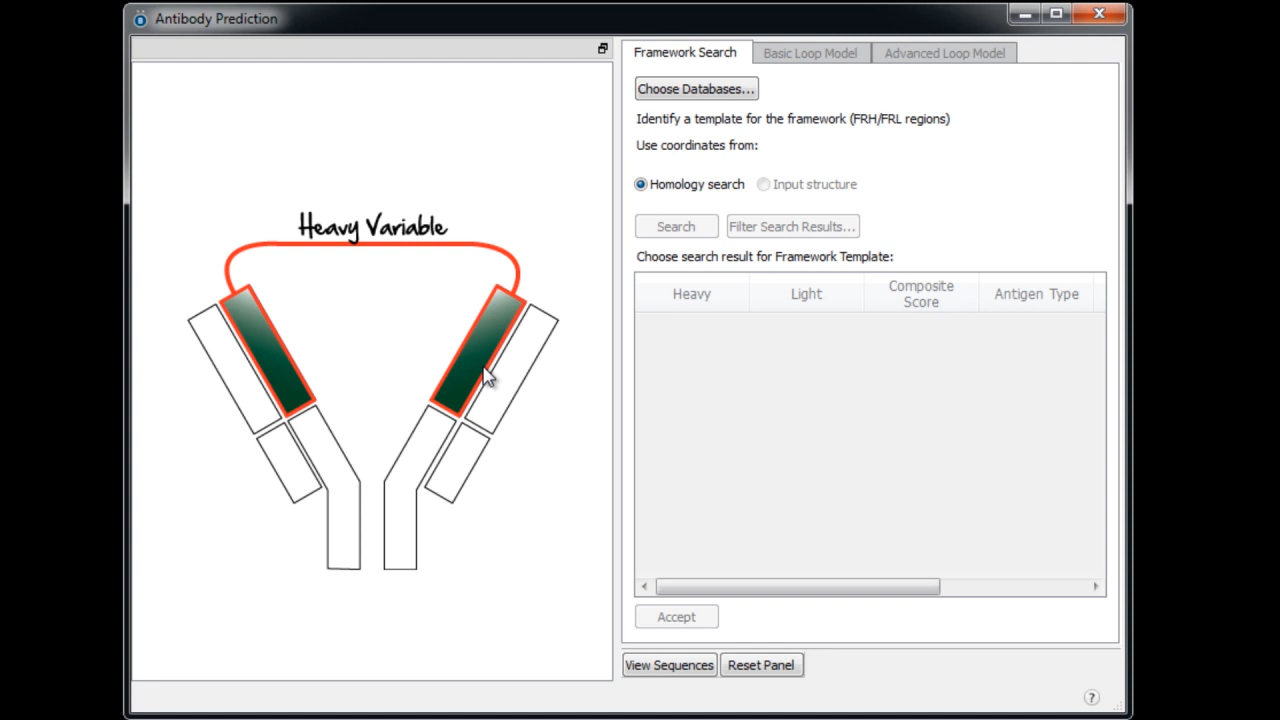 Antibody Prediction
Heavy Variable
Framework Search
Basic Loop Model
Advanced Loop Model
Choose Databases...
Identify a template for the framework (FRH/FRL regions)
Use coordinates from:
Homology search
Input structure
Search
Filter Search Results...
Choose search result for Framework Template:
Heavy
Light
Composite
Score
Antigen Type
Accept
View Sequences
Reset Panel
?